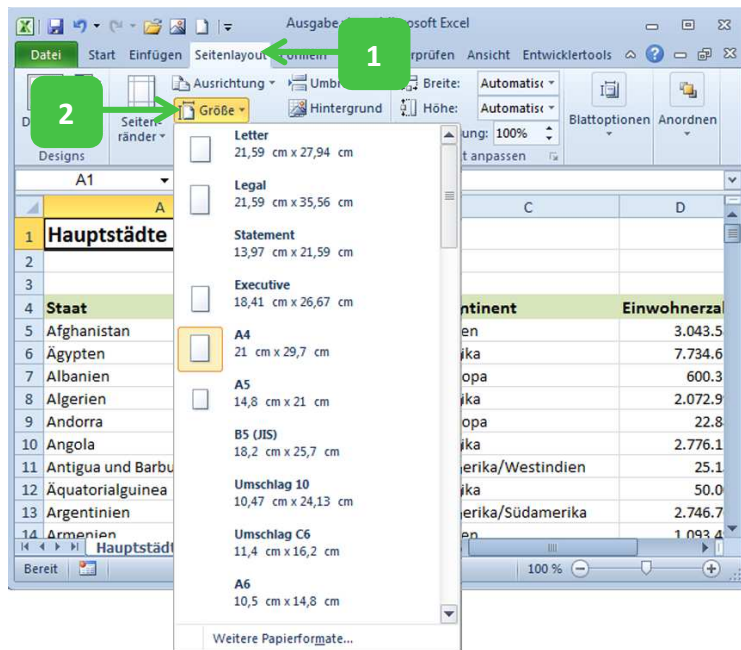 Ausgabe Microsoft Excel
Datei Start Einfügen Seitenlayout Formeln rprüfen Ansicht Entwicklertools
1
Ausrichtung Umbr Breite: Automatisc
2
Größe Hintergrund Höhe: Automatisc
Seiten-
ränder
ung: 100%
Blattoptionen Anordnen
Designs
t anpassen
A1
Letter
21,59 cm x 27,94 cm
Legal
21,59 cm x 35,56 cm
Statement
13,97 cm x 21,59 cm
Executive
18,41 cm x 26,67 cm
A4
21 cm x 29,7 cm
A5
14,8 cm x 21 cm
B5 (JIS)
18,2 cm x 25,7 cm
Umschlag 10
10,47 cm x 24,13 cm
Umschlag C6
11,4 cm x 16,2 cm
A6
10,5 cm x 14,8 cm
Weitere Papierformate...
A C D
1 Hauptstädte
2
3
4 Staat ntinent Einwohnerzal
5 Afghanistan en 3.043.5
6 Ägypten ika 7.734.6
7 Albanien opa 600.3
8 Algerien ika 2.072.9
9 Andorra opa 22.8
10 Angola ika 2.776.1
11 Antigua und Barbu erika/Westindien 25.1
12 Äquatorialguinea ika 50.0
13 Argentinien erika/Südamerika 2.746.7
14 Armenien en 1.093.4
Hauptstädt
Bereit 100 %